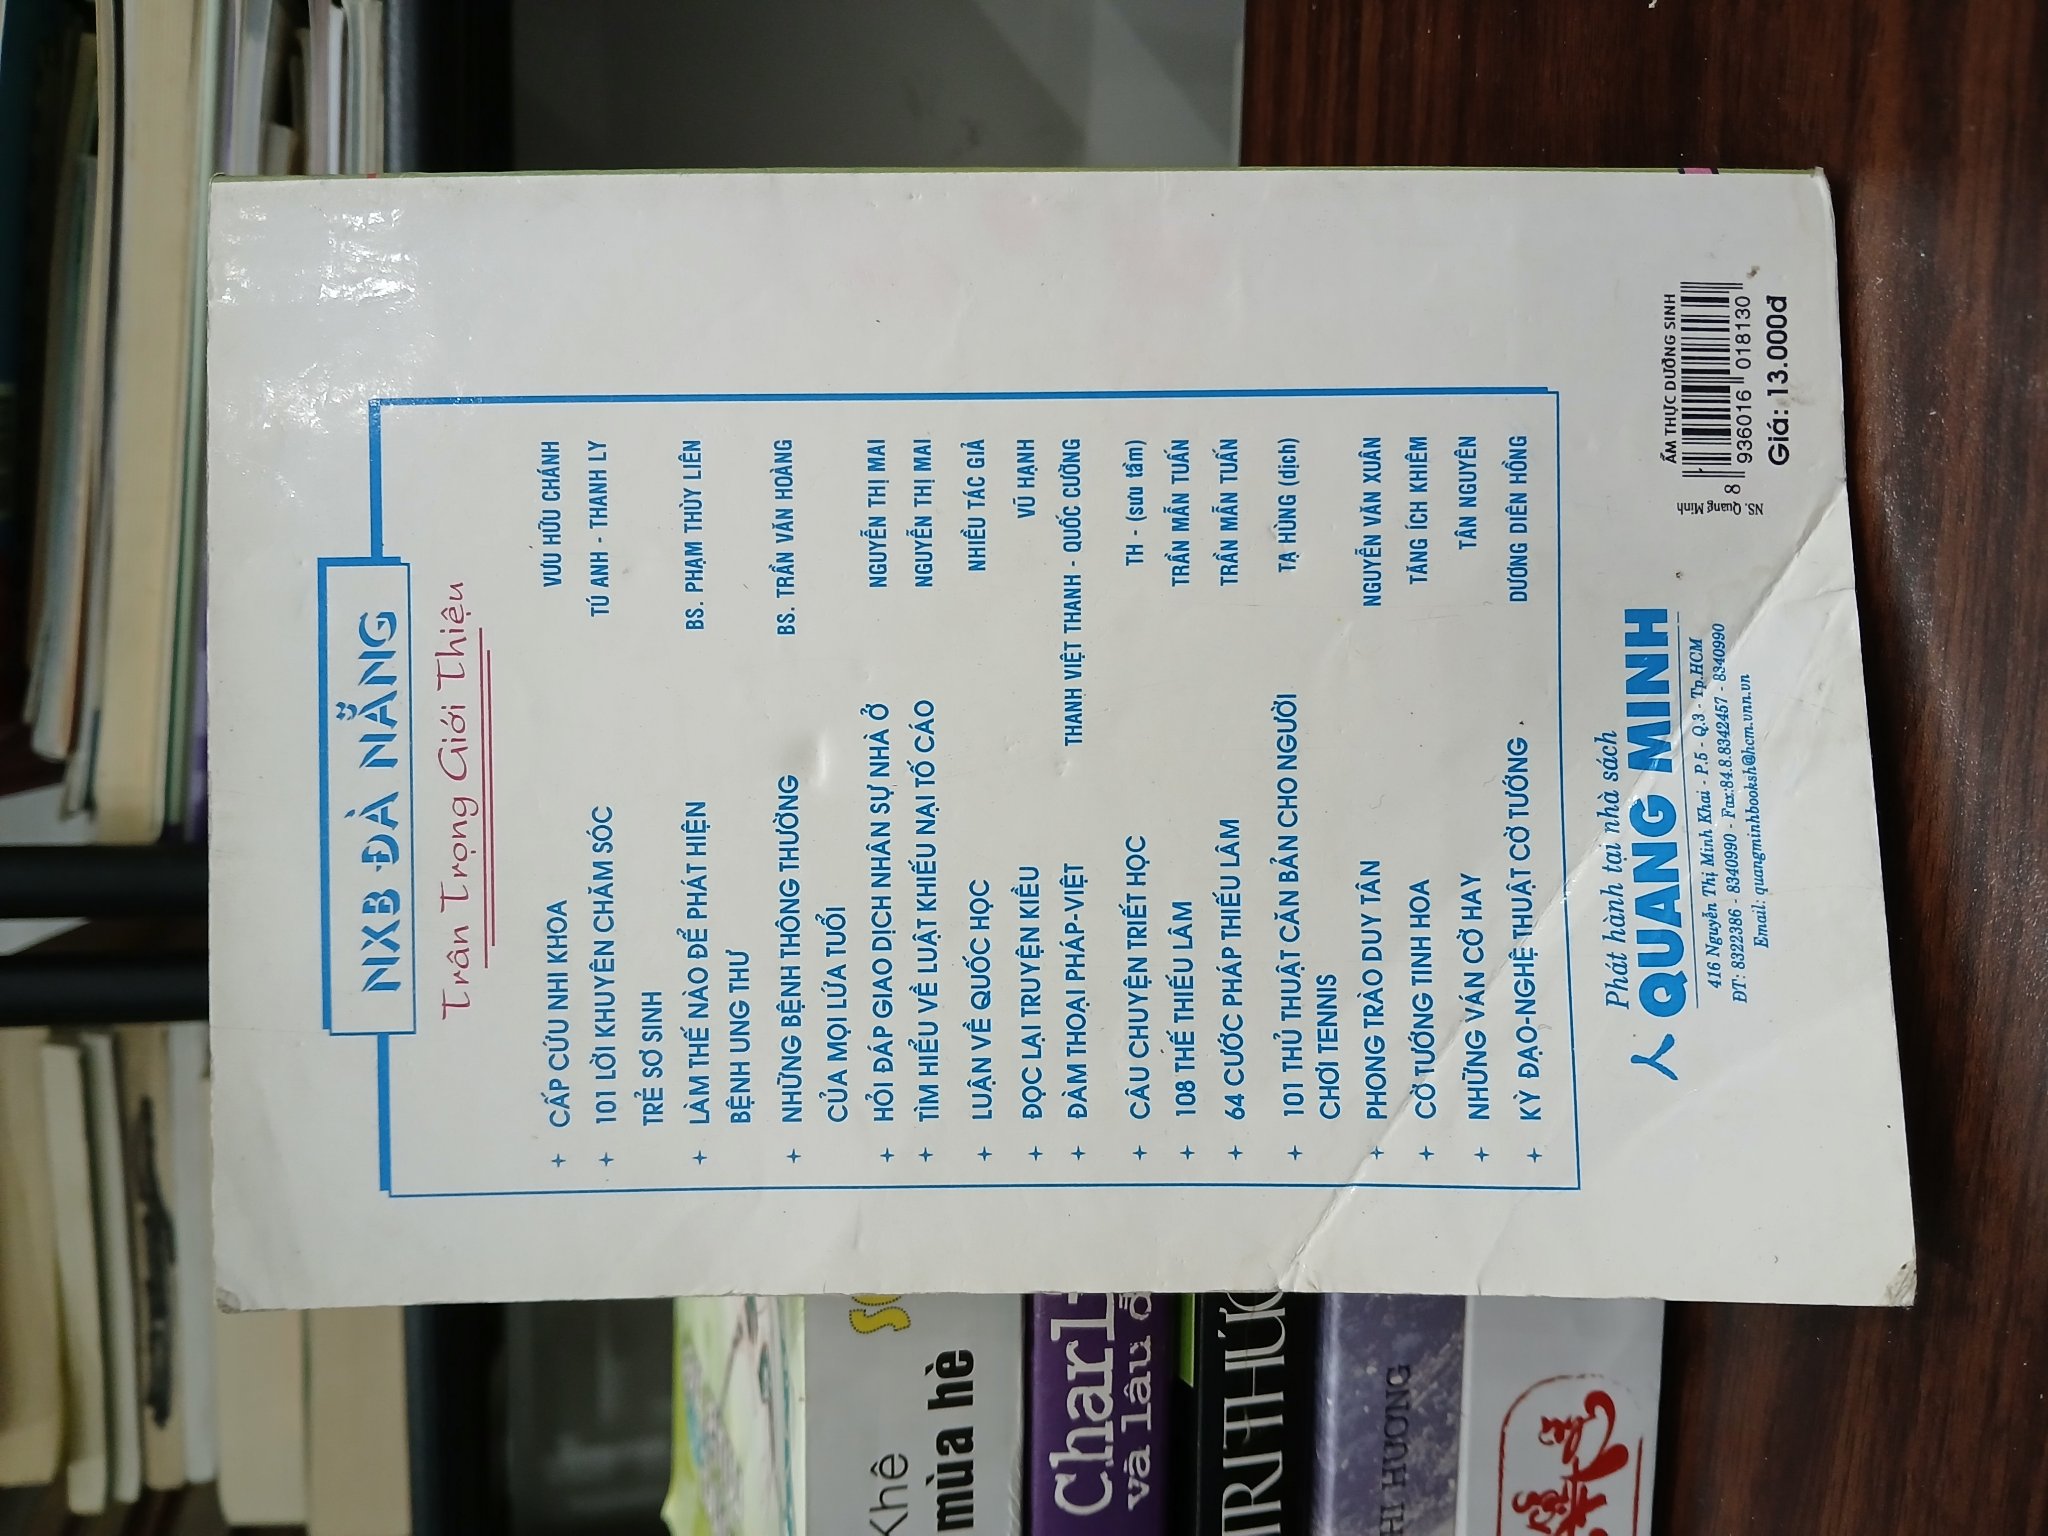 NXB ĐÀ NẴNG
Trân Trọng Giới Thiệu
+ CẤP CỨU NHI KHOA VƯU HỮU CHÁNH
+ 101 LỜI KHUYÊN CHĂM SÓC TÚ ANH - THANH LY
TRẺ SƠ SINH
+ LÀM THẾ NÀO ĐỂ PHÁT HIỆN BS. PHẠM THÙY LIÊN
BỆNH UNG THƯ
+ NHỮNG BỆNH THÔNG THƯỜNG BS. TRẦN VĂN HOÀNG
CỦA MỌI LỨA TUỔI
+ HỎI ĐÁP GIAO DỊCH NHÂN SỰ NHÀ Ở NGUYỄN THỊ MAI
+ TÌM HIỂU VỀ LUẬT KHIẾU NẠI TỐ CÁO NGUYỄN THỊ MAI
+ LUẬN VỀ QUỐC HỌC NHIỀU TÁC GIẢ
+ ĐỌC LẠI TRUYỆN KIỀU VŨ HẠNH
+ ĐÀM THOẠI PHÁP-VIỆT THANH VIỆT THANH - QUỐC CƯỜNG
+ CÂU CHUYỆN TRIẾT HỌC TH - (sưu tầm)
+ 108 THẾ THIẾU LÂM TRẦN MẪN TUẤN
+ 64 CƯỚC PHÁP THIẾU LÂM TRẦN MẪN TUẤN
+ 101 THỦ THUẬT CĂN BẢN CHO NGƯỜI TẠ HÙNG (dịch)
CHƠI TENNIS
+ PHONG TRÀO DUY TÂN NGUYỄN VĂN XUÂN
+ CỜ TƯỚNG TINH HOA TĂNG ÍCH KHIÊM
+ NHỮNG VÁN CỜ HAY TÂN NGUYÊN
+ KỲ ĐẠO-NGHỆ THUẬT CỜ TƯỚNG DƯƠNG DIÊN HỒNG
Phát hành tại nhà sách
QUANG MINH
416 Nguyễn Thị Minh Khai - P.5 - Q.3 - Tp.HCM
ĐT: 8322386 - 8340990 - Fax:84.8.8342457 - 8340990
Email: quangminhbooksh@hcm.vnn.vn
NS. Quang Minh
ẨM THỰC DƯỠNG SINH
8 936016 018130
Giá: 13.000đ
Khê
mùa hè
Charl
và lâu đ
TRI THỨC
HI HƯƠNG